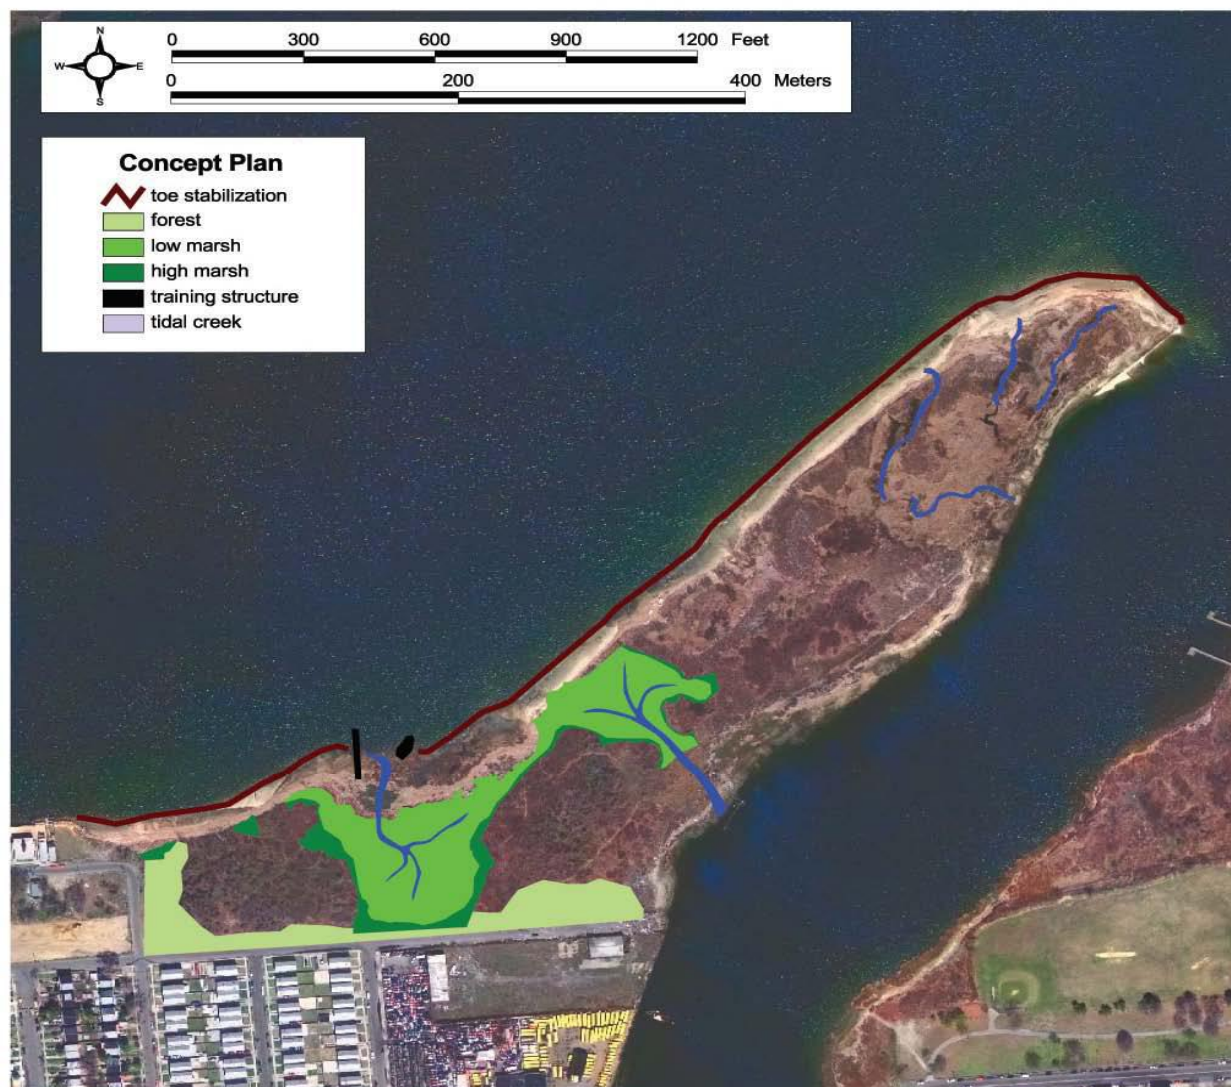 N
W E
S
0 300 600 900 1200 Feet
0 200 400 Meters
Concept Plan
toe stabilization
forest
low marsh
high marsh
training structure
tidal creek